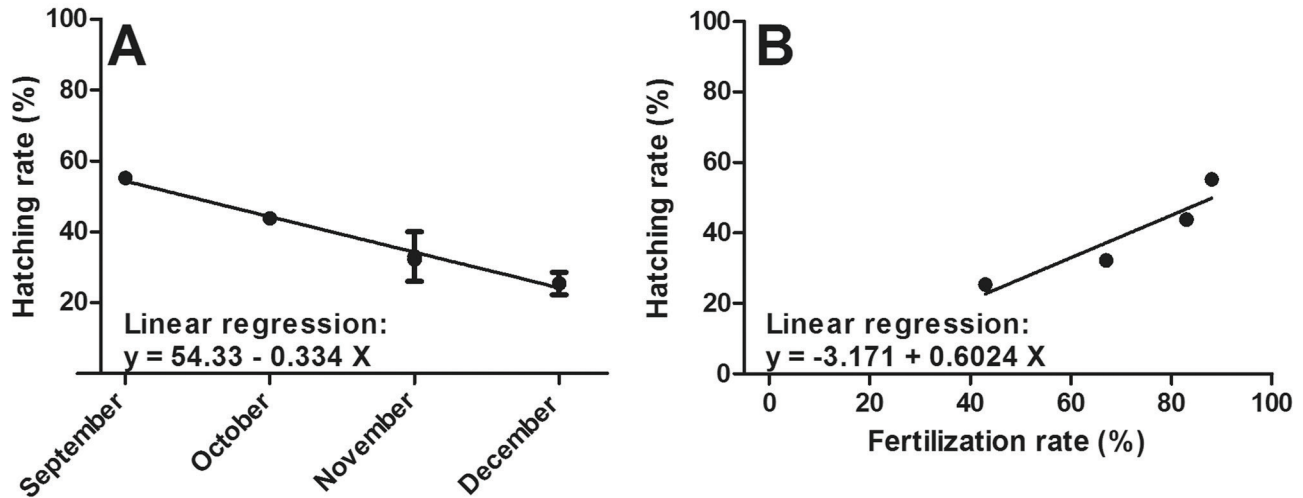 A
Hatching rate (%)
100
80
60
40
20
Linear regression:
y = 54.33 - 0.334 X
September
October
November
December
B
Hatching rate (%)
100
80
60
40
20
0
Linear regression:
y = -3.171 + 0.6024 X
0 20 40 60 80 100
Fertilization rate (%)